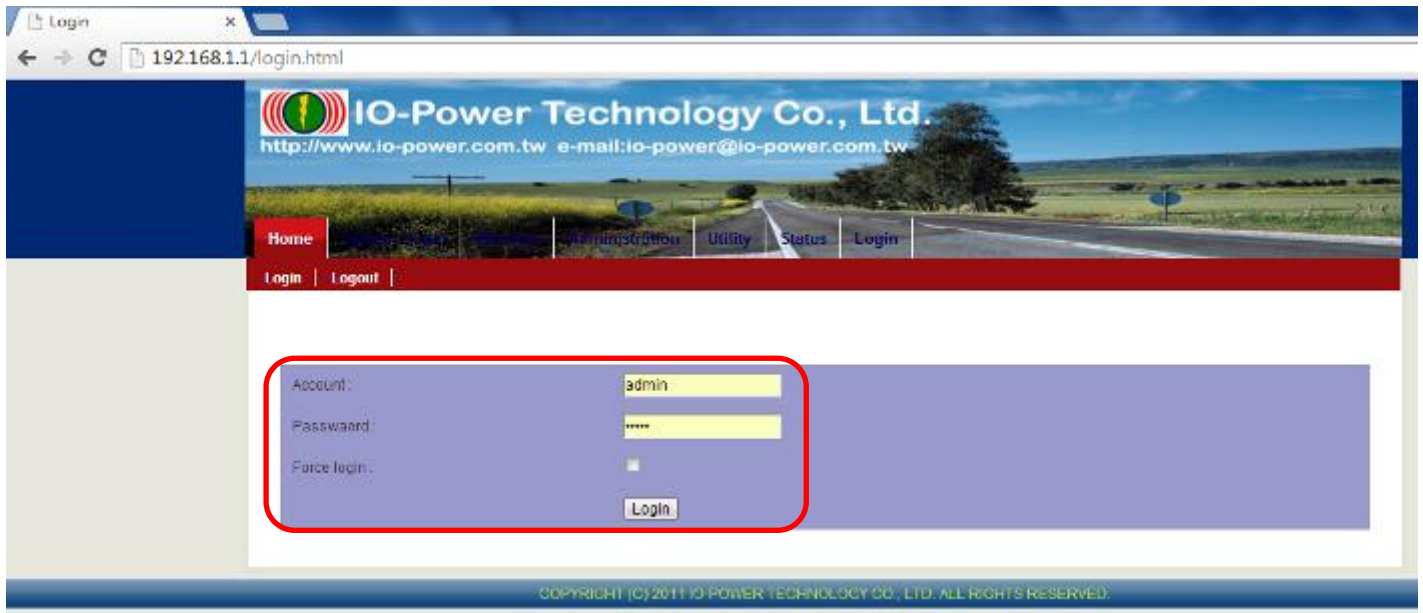 Login
192.168.1.1/login.html
IO-Power Technology Co., Ltd.
http://www.io-power.com.tw e-mail:io-power@io-power.com.tw
Home Administration Utility Status Login
Login Logout
Account :
admin
Passwaerd :
•••••
Force login :
Login
COPYRIGHT (C) 2011 IO-POWER TECHNOLOGY CO., LTD. ALL RIGHTS RESERVED.